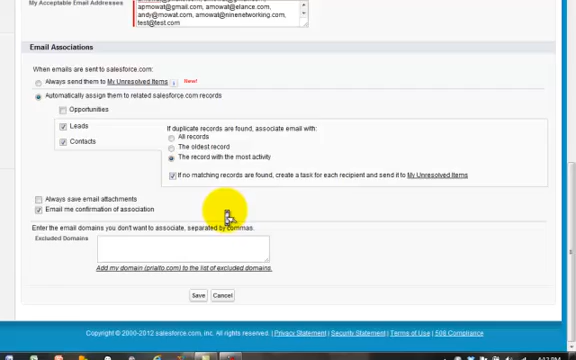 My Acceptable Email Addresses
apmowat@gmail.com, amowat@elance.com,
andy@mowat.com, amowat@ninenetworking.com,
test@test.com
Email Associations
When emails are sent to salesforce.com:
Always send them to My Unresolved Items i New!
Automatically assign them to related salesforce.com records
Opportunities
Leads
Contacts
If duplicate records are found, associate email with:
All records
The oldest record
The record with the most activity
If no matching records are found, create a task for each recipient and send it to My Unresolved Items
Always save email attachments
Email me confirmation of association
Enter the email domains you don't want to associate, separated by commas.
Excluded Domains
Add my domain (prialto.com) to the list of excluded domains.
Save Cancel
Copyright © 2000-2012 salesforce.com, inc. All rights reserved. | Privacy Statement | Security Statement | Terms of Use | 508 Compliance